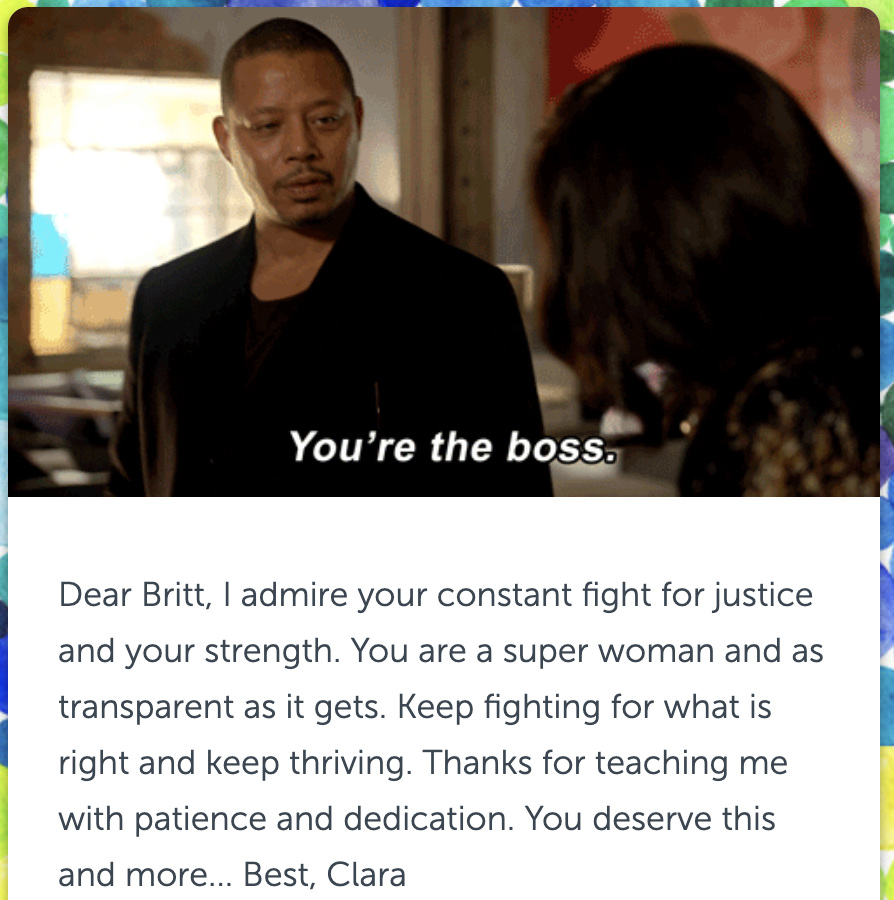 You're the boss.
Dear Britt, I admire your constant fight for justice
and your strength. You are a super woman and as
transparent as it gets. Keep fighting for what is
right and keep thriving. Thanks for teaching me
with patience and dedication. You deserve this
and more... Best, Clara